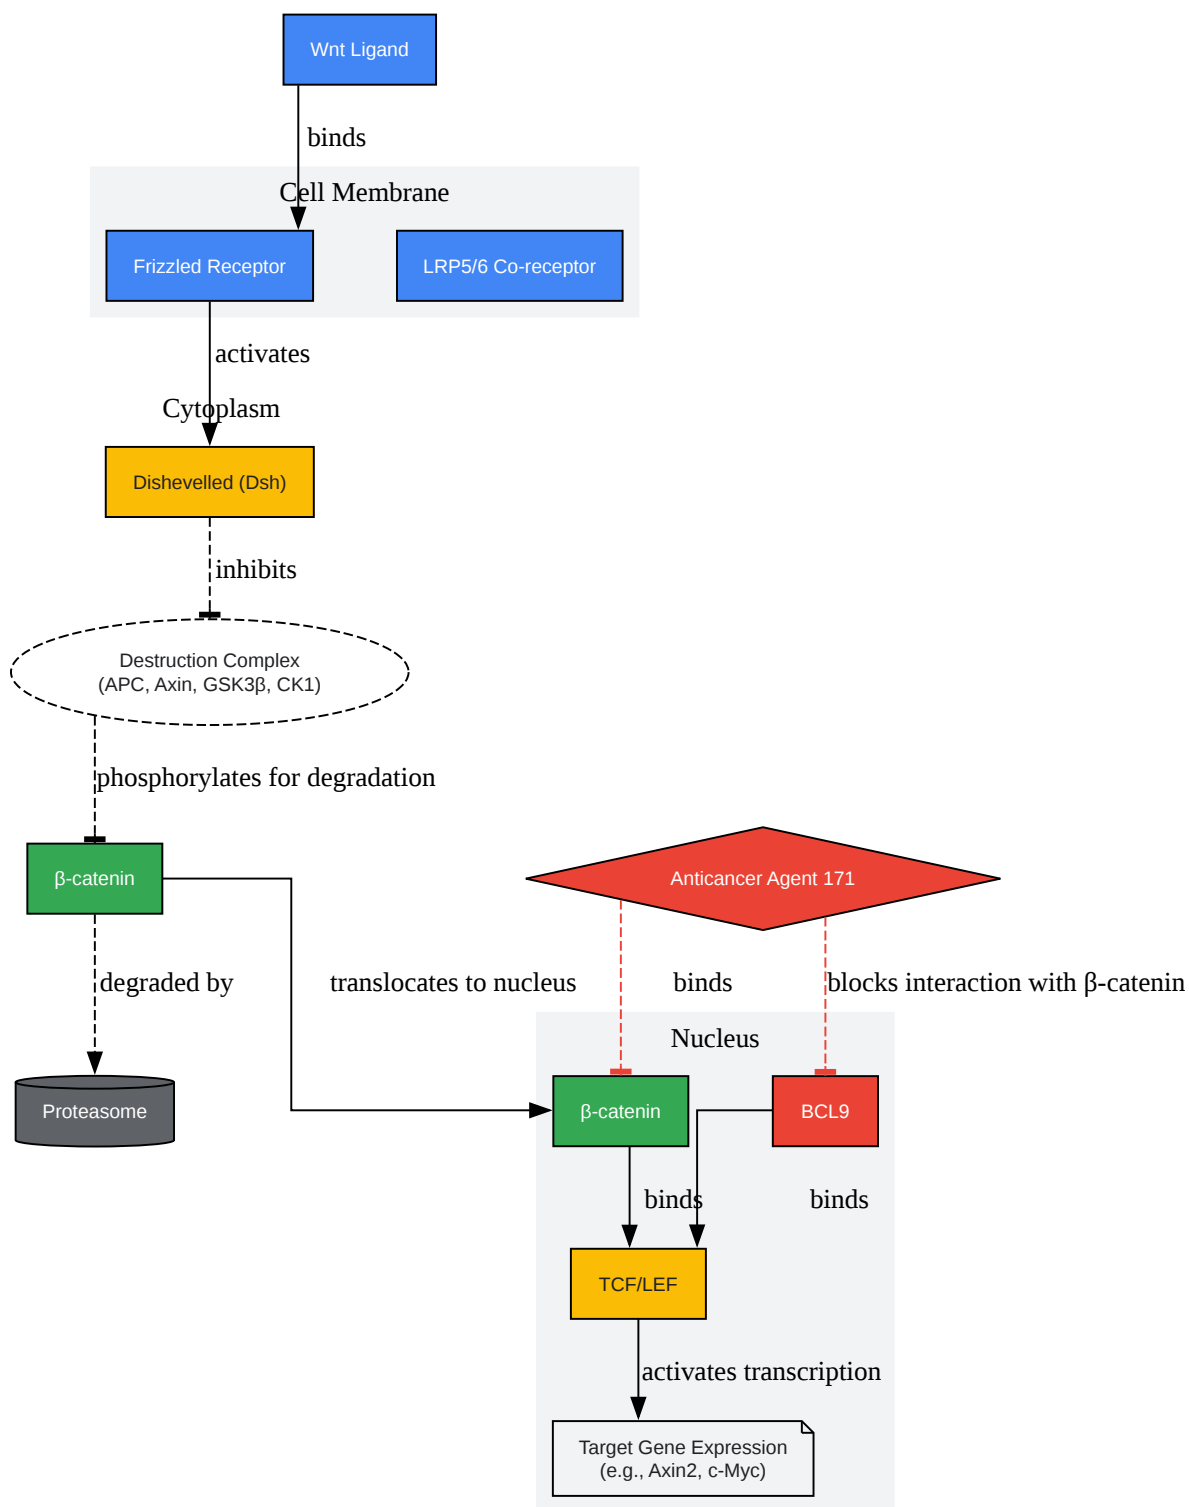 Wnt Ligand
binds
Cell Membrane
Frizzled Receptor
LRP5/6 Co-receptor
activates
Cytoplasm
Dishevelled (Dsh)
inhibits
Destruction Complex
(APC, Axin, GSK3β, CK1)
phosphorylates for degradation
β-catenin
Anticancer Agent 171
degraded by
translocates to nucleus
binds
blocks interaction with β-catenin
Nucleus
Proteasome
β-catenin
BCL9
binds
binds
TCF/LEF
activates transcription
Target Gene Expression
(e.g., Axin2, c-Myc)